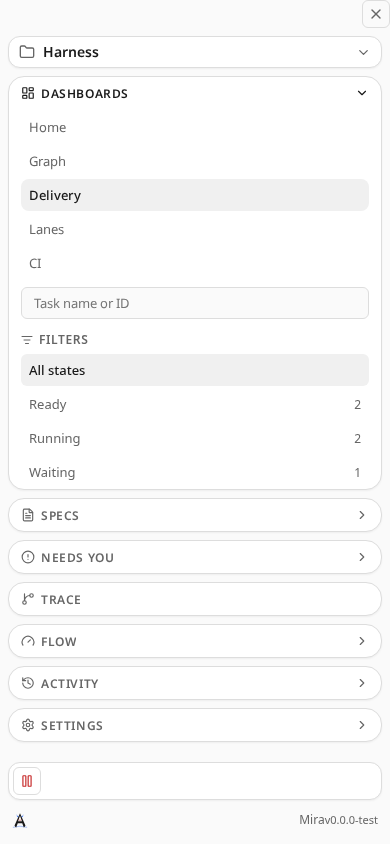 Harness
DASHBOARDS
Home
Graph
Delivery
Lanes
CI
Task name or ID
FILTERS
All states
Ready 2
Running 2
Waiting 1
SPECS
NEEDS YOU
TRACE
FLOW
ACTIVITY
SETTINGS
A Mirav0.0.0-test